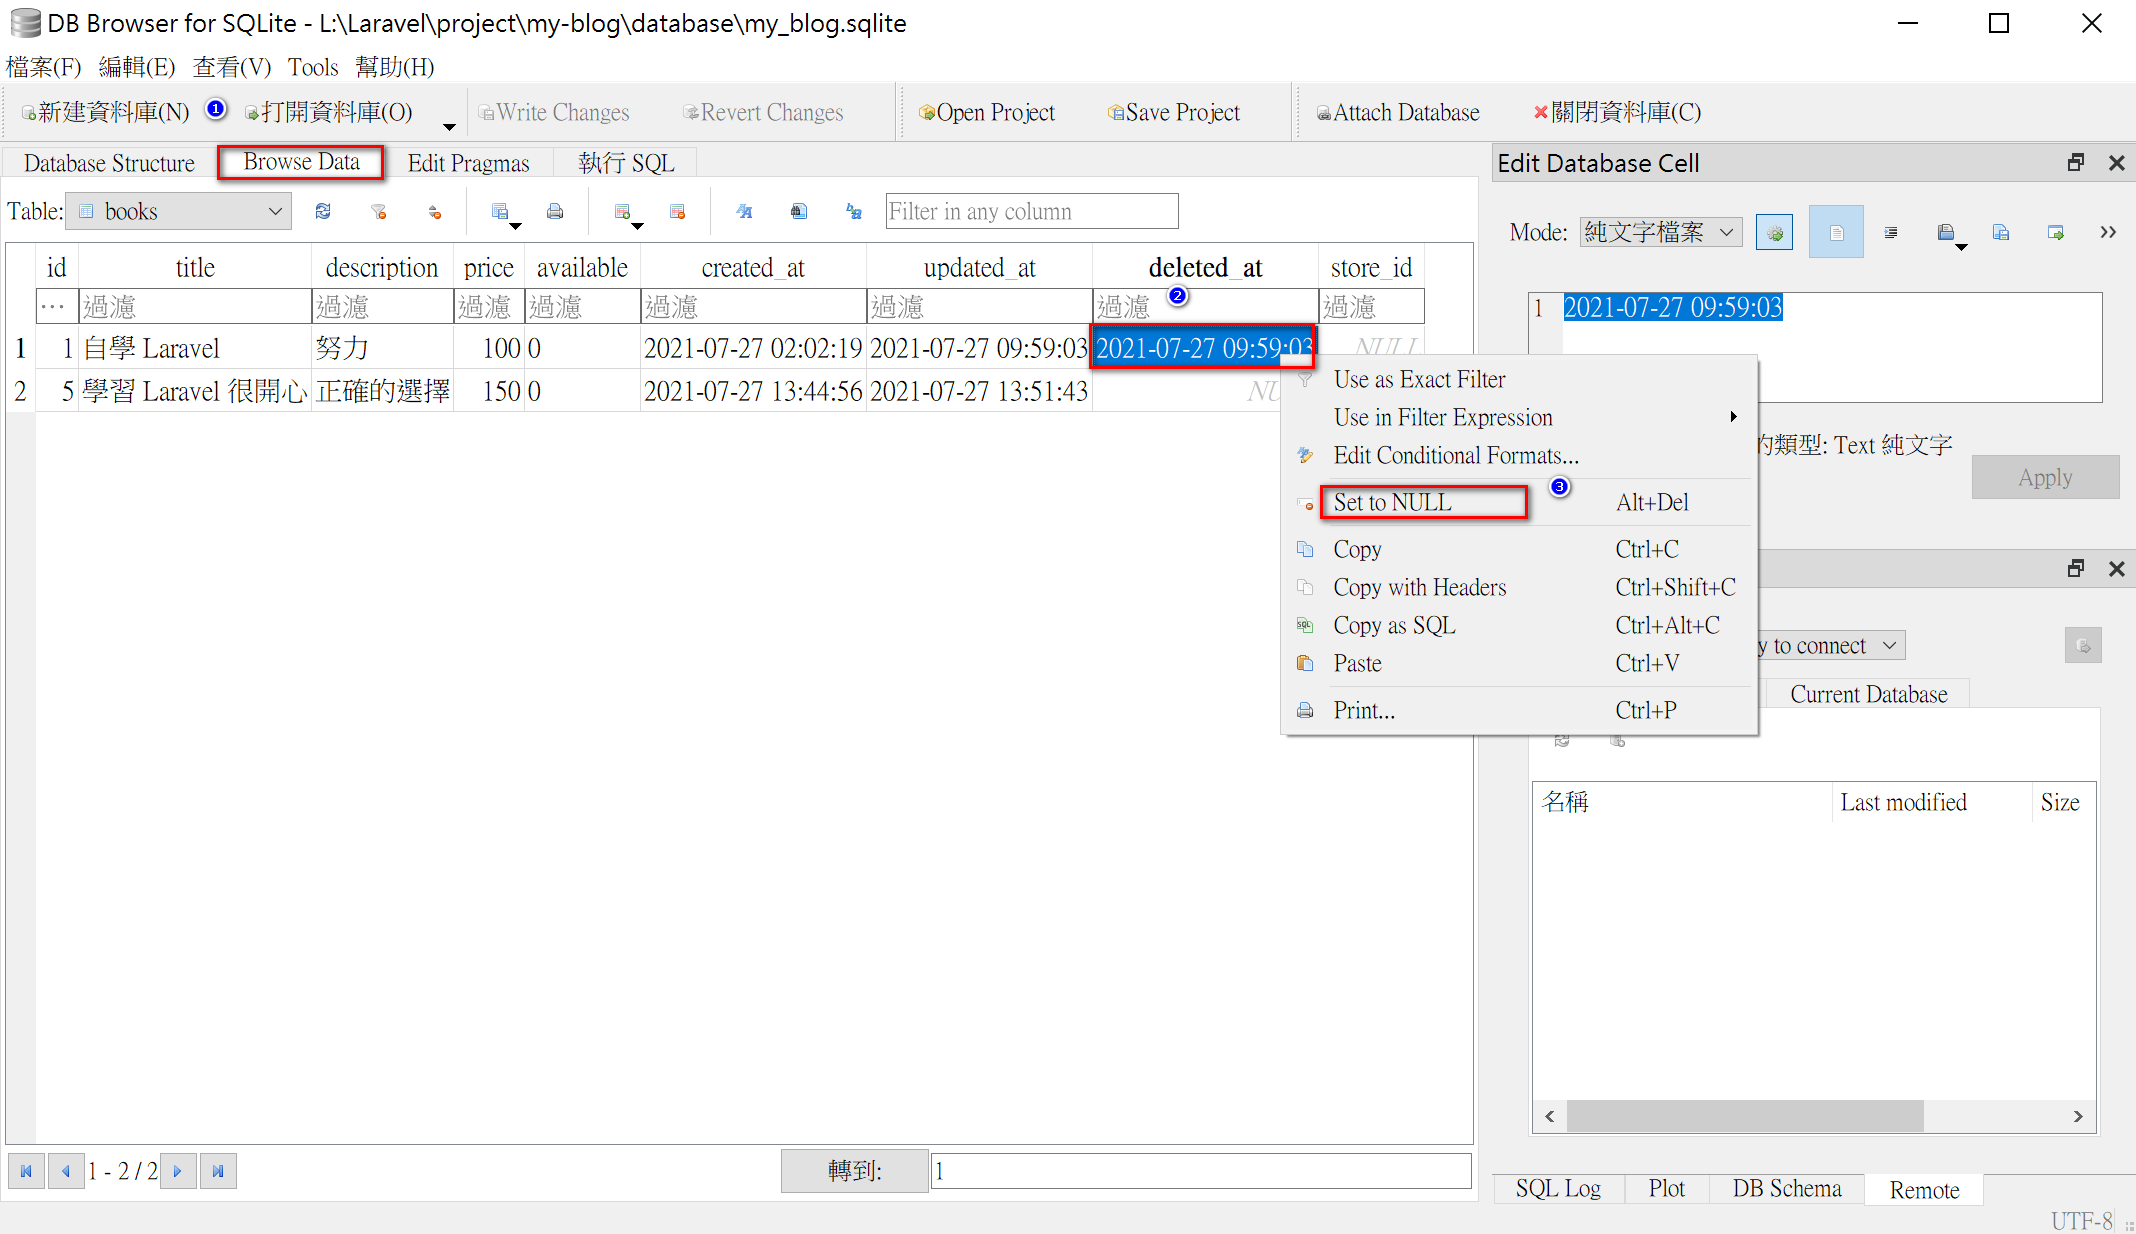 DB Browser for SQLite - L:\Laravel\project\my-blog\database\my_blog.sqlite
檔案(F) 編輯(E) 查看(V) Tools 幫助(H)
新建資料庫(N) 1 打開資料庫(O) Write Changes Revert Changes Open Project Save Project Attach Database 關閉資料庫(C)
Database Structure Browse Data Edit Pragmas 執行 SQL
Table: books Filter in any column
id title description price available created_at updated_at deleted_at store_id
... 過濾 過濾 過濾 過濾 過濾 過濾 過濾 2 過濾
1 1 自學 Laravel 努力 100 0 2021-07-27 02:02:19 2021-07-27 09:59:03 2021-07-27 09:59:03 NULL
2 5 學習 Laravel 很開心 正確的選擇 150 0 2021-07-27 13:44:56 2021-07-27 13:51:43 NU
Use as Exact Filter
Use in Filter Expression
Edit Conditional Formats...
Set to NULL 3 Alt+Del
Copy Ctrl+C
Copy with Headers Ctrl+Shift+C
Copy as SQL Ctrl+Alt+C
Paste Ctrl+V
Print... Ctrl+P
1 - 2 / 2 轉到: 1
Edit Database Cell
Mode: 純文字檔案
1 2021-07-27 09:59:03
的類型: Text 純文字
Apply
y to connect
Current Database
名稱 Last modified Size
SQL Log Plot DB Schema Remote
UTF-8